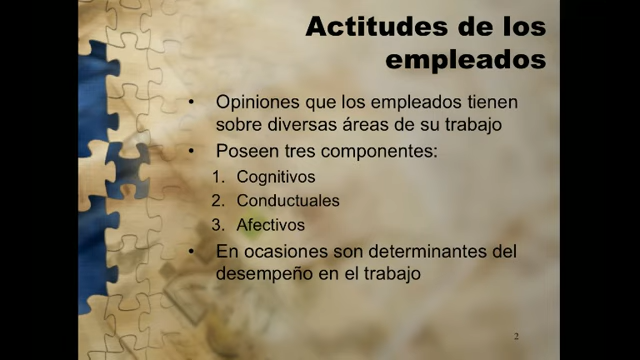 Actitudes de los
empleados
• Opiniones que los empleados tienen
sobre diversas áreas de su trabajo
• Poseen tres componentes:
1. Cognitivos
2. Conductuales
3. Afectivos
• En ocasiones son determinantes del
desempeño en el trabajo
2